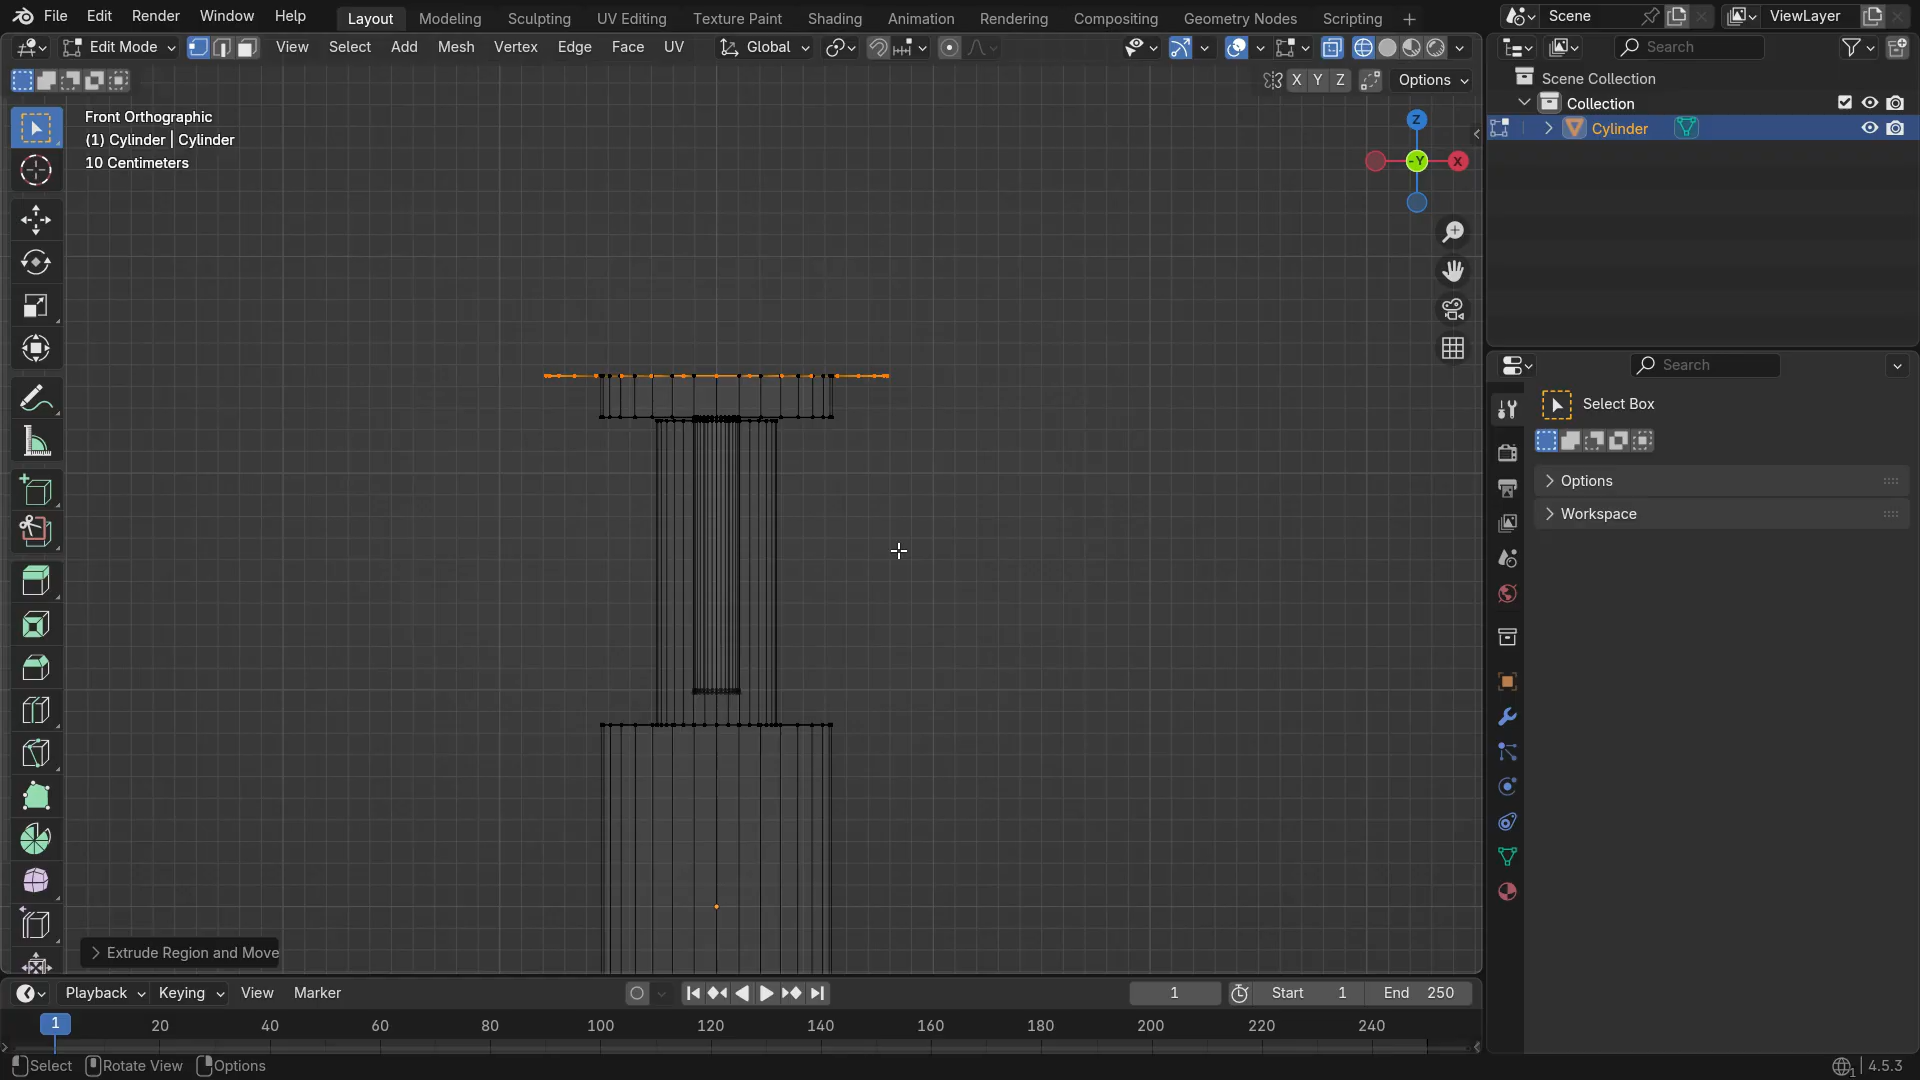 File Edit Render Window Help Layout Modeling Sculpting UV Editing Texture Paint Shading Animation Rendering Compositing Geometry Nodes Scripting Scene ViewLayer
Edit Mode View Select Add Mesh Vertex Edge Face UV Global Search
X Y Z Options
Scene Collection
Collection
Cylinder
Front Orthographic
(1) Cylinder | Cylinder
10 Centimeters
Z
-Y
X
Search
Select Box
Options
Workspace
Extrude Region and Move
Playback Keying View Marker 1 Start 1 End 250
1 20 40 60 80 100 120 140 160 180 200 220 240
Select Rotate View Options 4.5.3